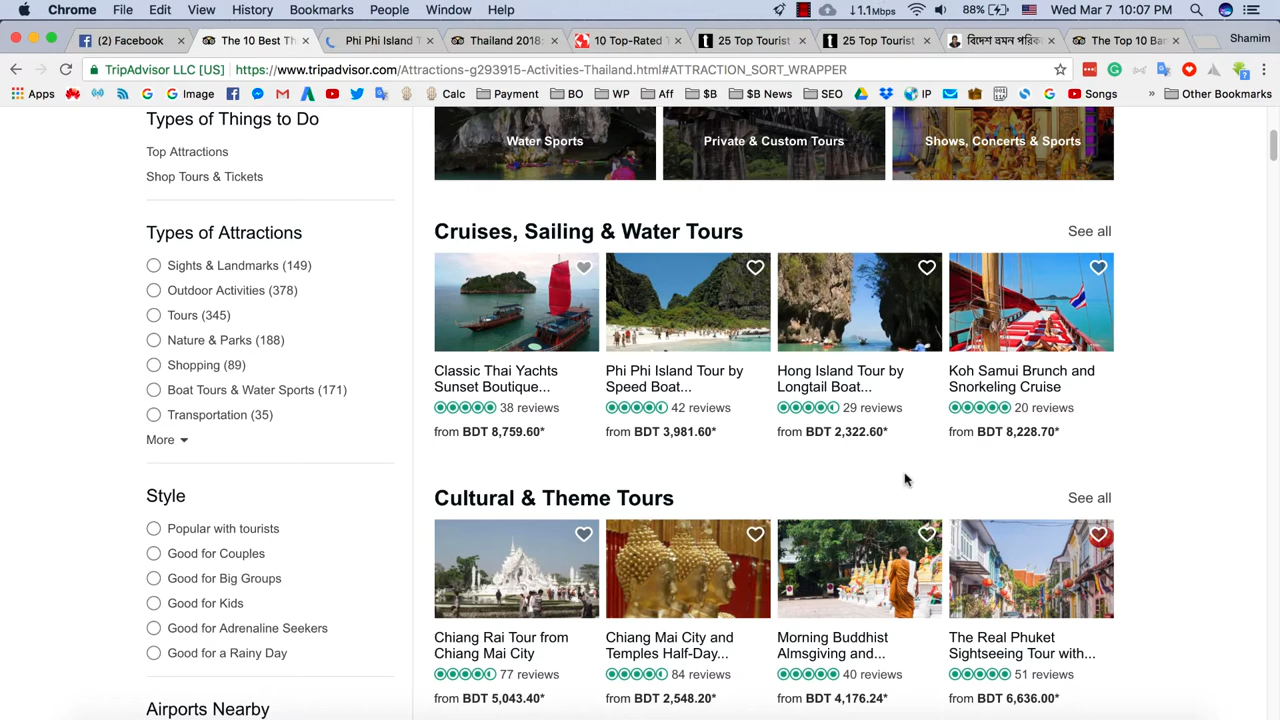 Chrome File Edit View History Bookmarks People Window Help 1.1Mbps 88% Wed Mar 7 10:07 PM
(2) Facebook The 10 Best Th Phi Phi Island T Thailand 2018: 10 Top-Rated T 25 Top Tourist 25 Top Tourist বিদেশ ভ্রমন পরিক The Top 10 Ba Shamim
TripAdvisor LLC [US] https://www.tripadvisor.com/Attractions-g293915-Activities-Thailand.html#ATTRACTION_SORT_WRAPPER
Apps Image Calc Payment BO WP Aff $B $B News SEO IP Songs » Other Bookmarks
Types of Things to Do
Top Attractions
Shop Tours & Tickets
Types of Attractions
Sights & Landmarks (149)
Outdoor Activities (378)
Tours (345)
Nature & Parks (188)
Shopping (89)
Boat Tours & Water Sports (171)
Transportation (35)
More
Style
Popular with tourists
Good for Couples
Good for Big Groups
Good for Kids
Good for Adrenaline Seekers
Good for a Rainy Day
Airports Nearby
Water Sports Private & Custom Tours Shows, Concerts & Sports
Cruises, Sailing & Water Tours See all
Classic Thai Yachts
Sunset Boutique...
38 reviews
from BDT 8,759.60*
Phi Phi Island Tour by
Speed Boat...
42 reviews
from BDT 3,981.60*
Hong Island Tour by
Longtail Boat...
29 reviews
from BDT 2,322.60*
Koh Samui Brunch and
Snorkeling Cruise
20 reviews
from BDT 8,228.70*
Cultural & Theme Tours See all
Chiang Rai Tour from
Chiang Mai City
77 reviews
from BDT 5,043.40*
Chiang Mai City and
Temples Half-Day...
84 reviews
from BDT 2,548.20*
Morning Buddhist
Almsgiving and...
40 reviews
from BDT 4,176.24*
The Real Phuket
Sightseeing Tour with...
51 reviews
from BDT 6,636.00*